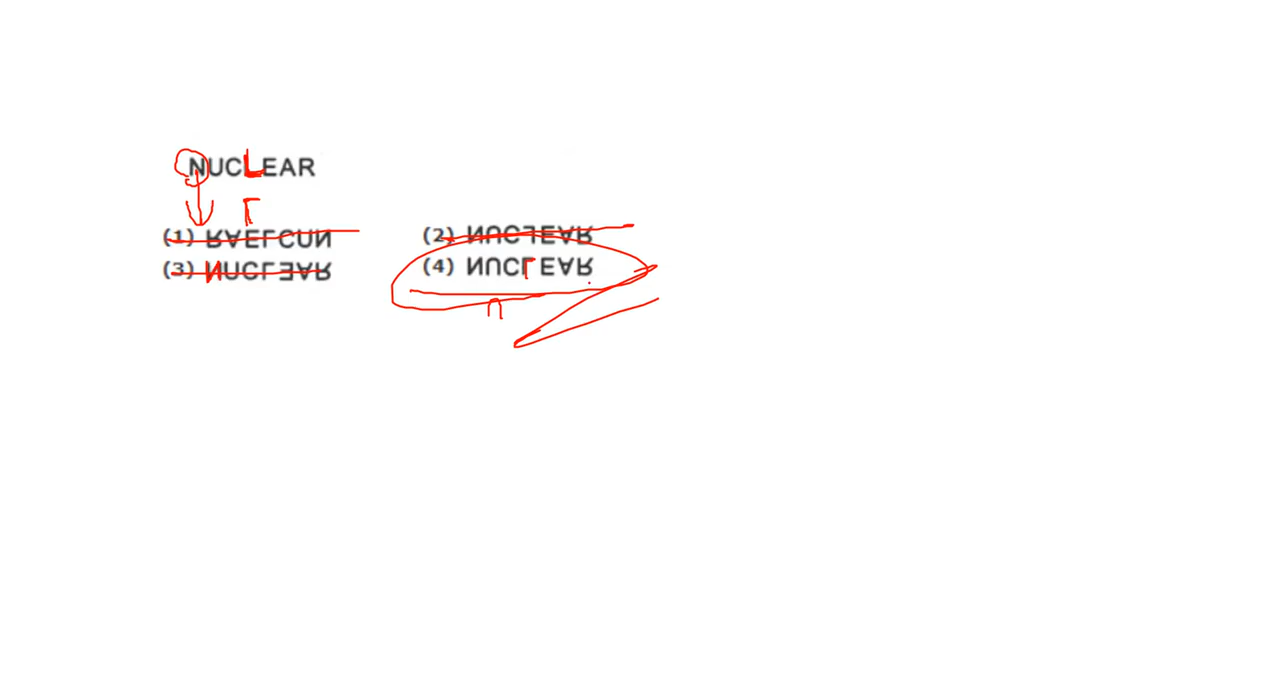 NUCLEAR
L
Г
(1) RAELCUN
(2) NUCLEAR
(3) NUCLEAR
(4) NUCLEAR
n